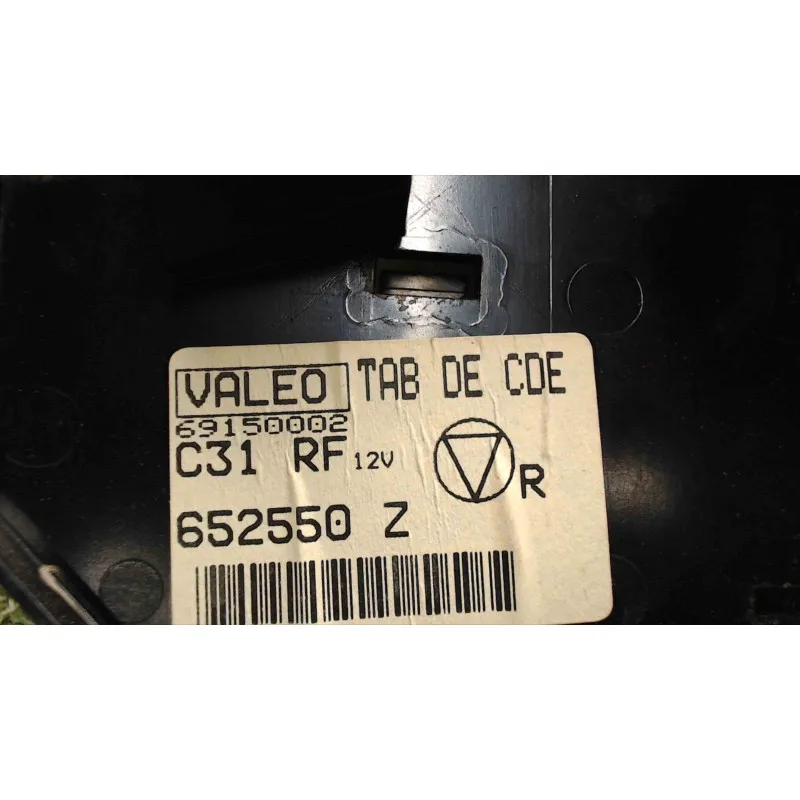 VALEO TAB DE CDE
69150002
C31 RF 12V
R
652550 Z